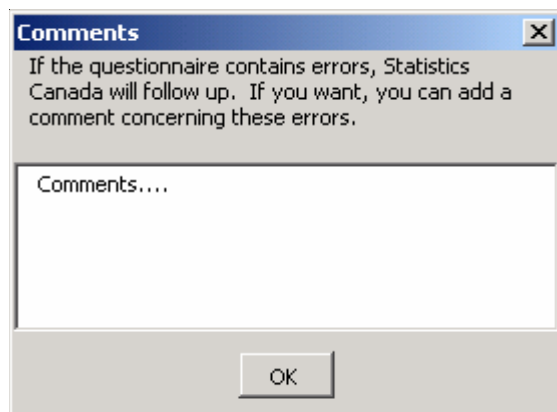 Comments
If the questionnaire contains errors, Statistics
Canada will follow up.  If you want, you can add a
comment concerning these errors.
Comments....
OK